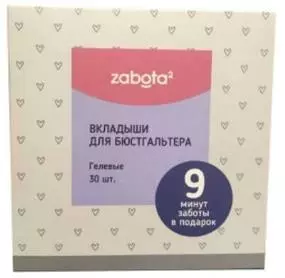 zabota²
ВКЛАДЫШИ
ДЛЯ БЮСТГАЛЬТЕРА
Гелевые
30 шт.
9
минут
заботы
в подарок